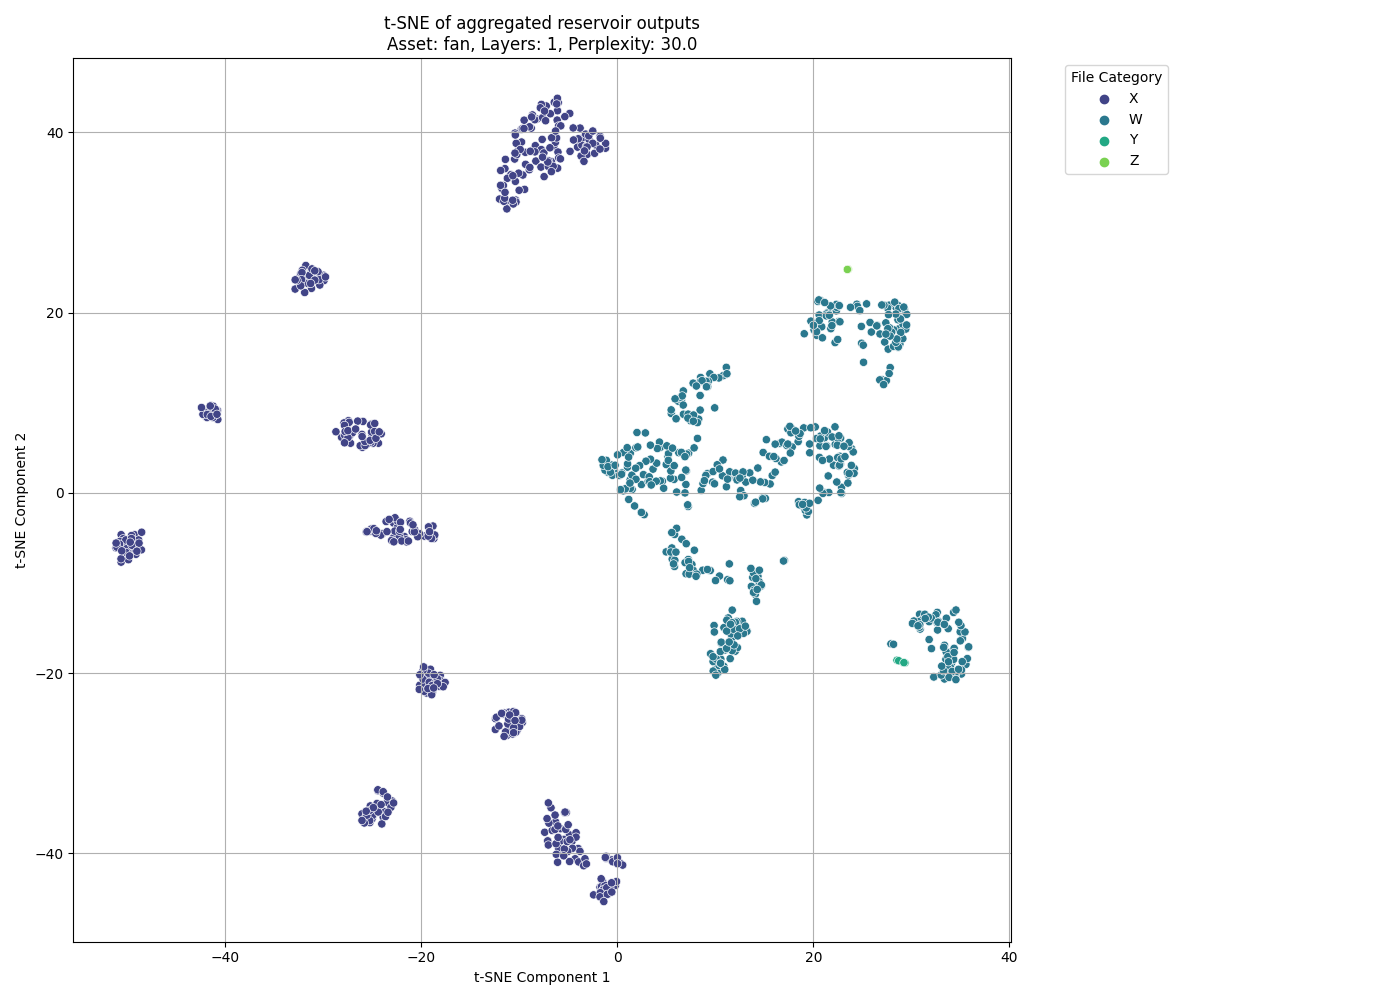 t-SNE of aggregated reservoir outputs
Asset: fan, Layers: 1, Perplexity: 30.0
File Category
X
W
Y
Z
t-SNE Component 2
40
20
0
−20
−40
−40
−20
0
20
40
t-SNE Component 1